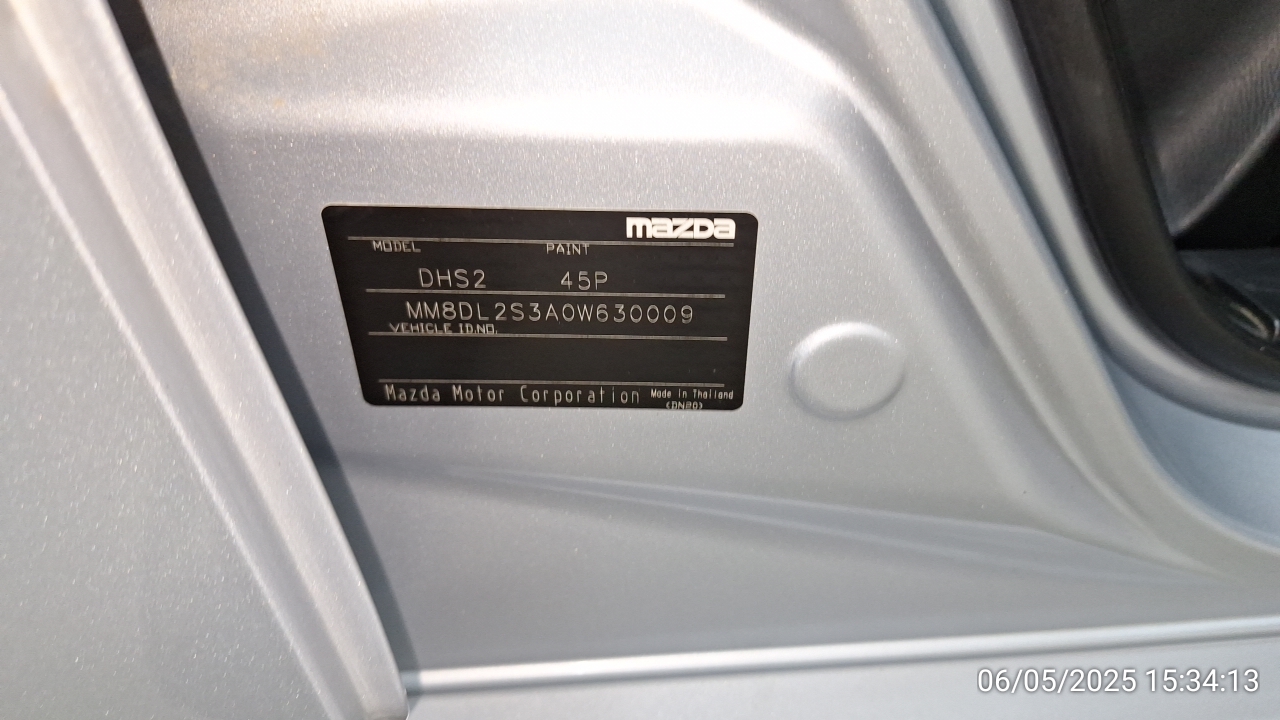 mazda
MODEL PAINT
DHS2 45P
MM8DL2S3A0W630009
VEHICLE ID.NO.
Mazda Motor Corporation Made in Thailand
(DN20)
06/05/2025 15:34:13